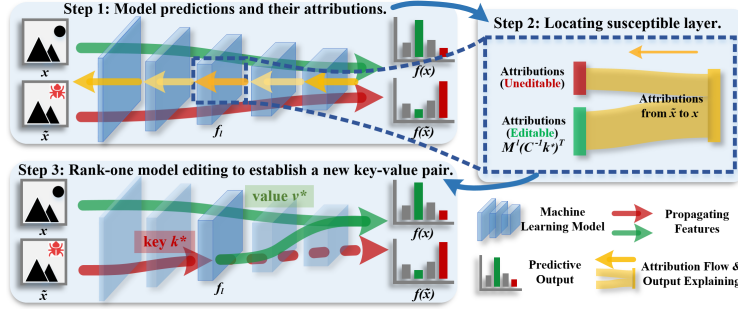 Step 1: Model predictions and their attributions.
x
x̃
f_l
f(x)
f(x̃)
Step 2: Locating susceptible layer.
Attributions
(Uneditable)
Attributions
(Editable)
M^l(C^{-1}k*)^T
Attributions
from x̃ to x
Step 3: Rank-one model editing to establish a new key-value pair.
x
x̃
key k*
value v*
f_l
f(x)
f(x̃)
Machine
Learning Model
Propagating
Features
Predictive
Output
Attribution Flow &
Output Explaining